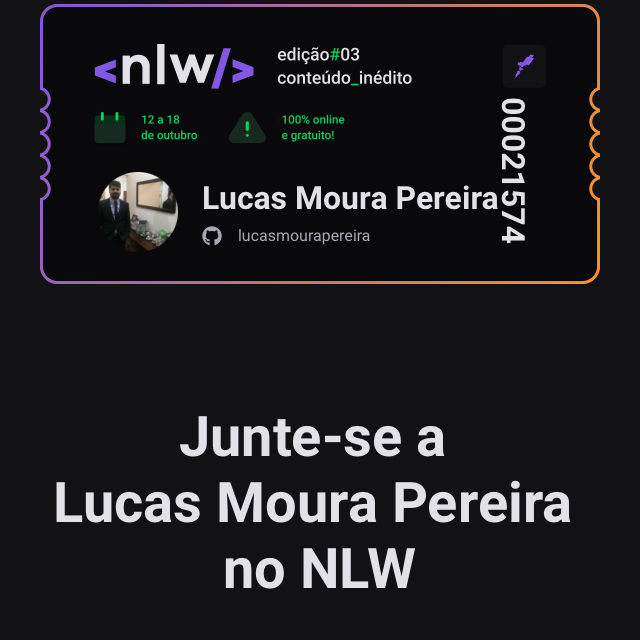 <nlw/>
edição#03
conteúdo_inédito
12 a 18
de outubro
100% online
e gratuito!
Lucas Moura Pereira
lucasmourapereira
00021574
Junte-se a
Lucas Moura Pereira
no NLW